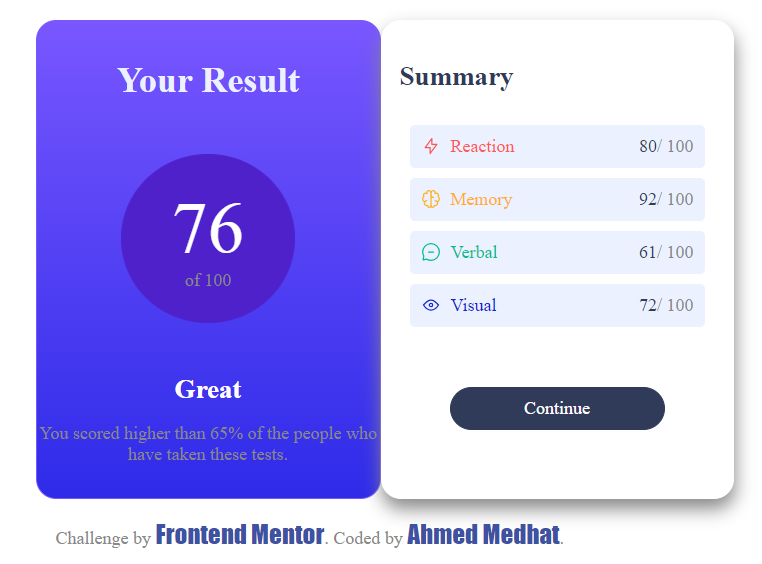 Your Result
76
of 100
Great
You scored higher than 65% of the people who
have taken these tests.
Summary
Reaction 80/ 100
Memory 92/ 100
Verbal 61/ 100
Visual 72/ 100
Continue
Challenge by Frontend Mentor. Coded by Ahmed Medhat.